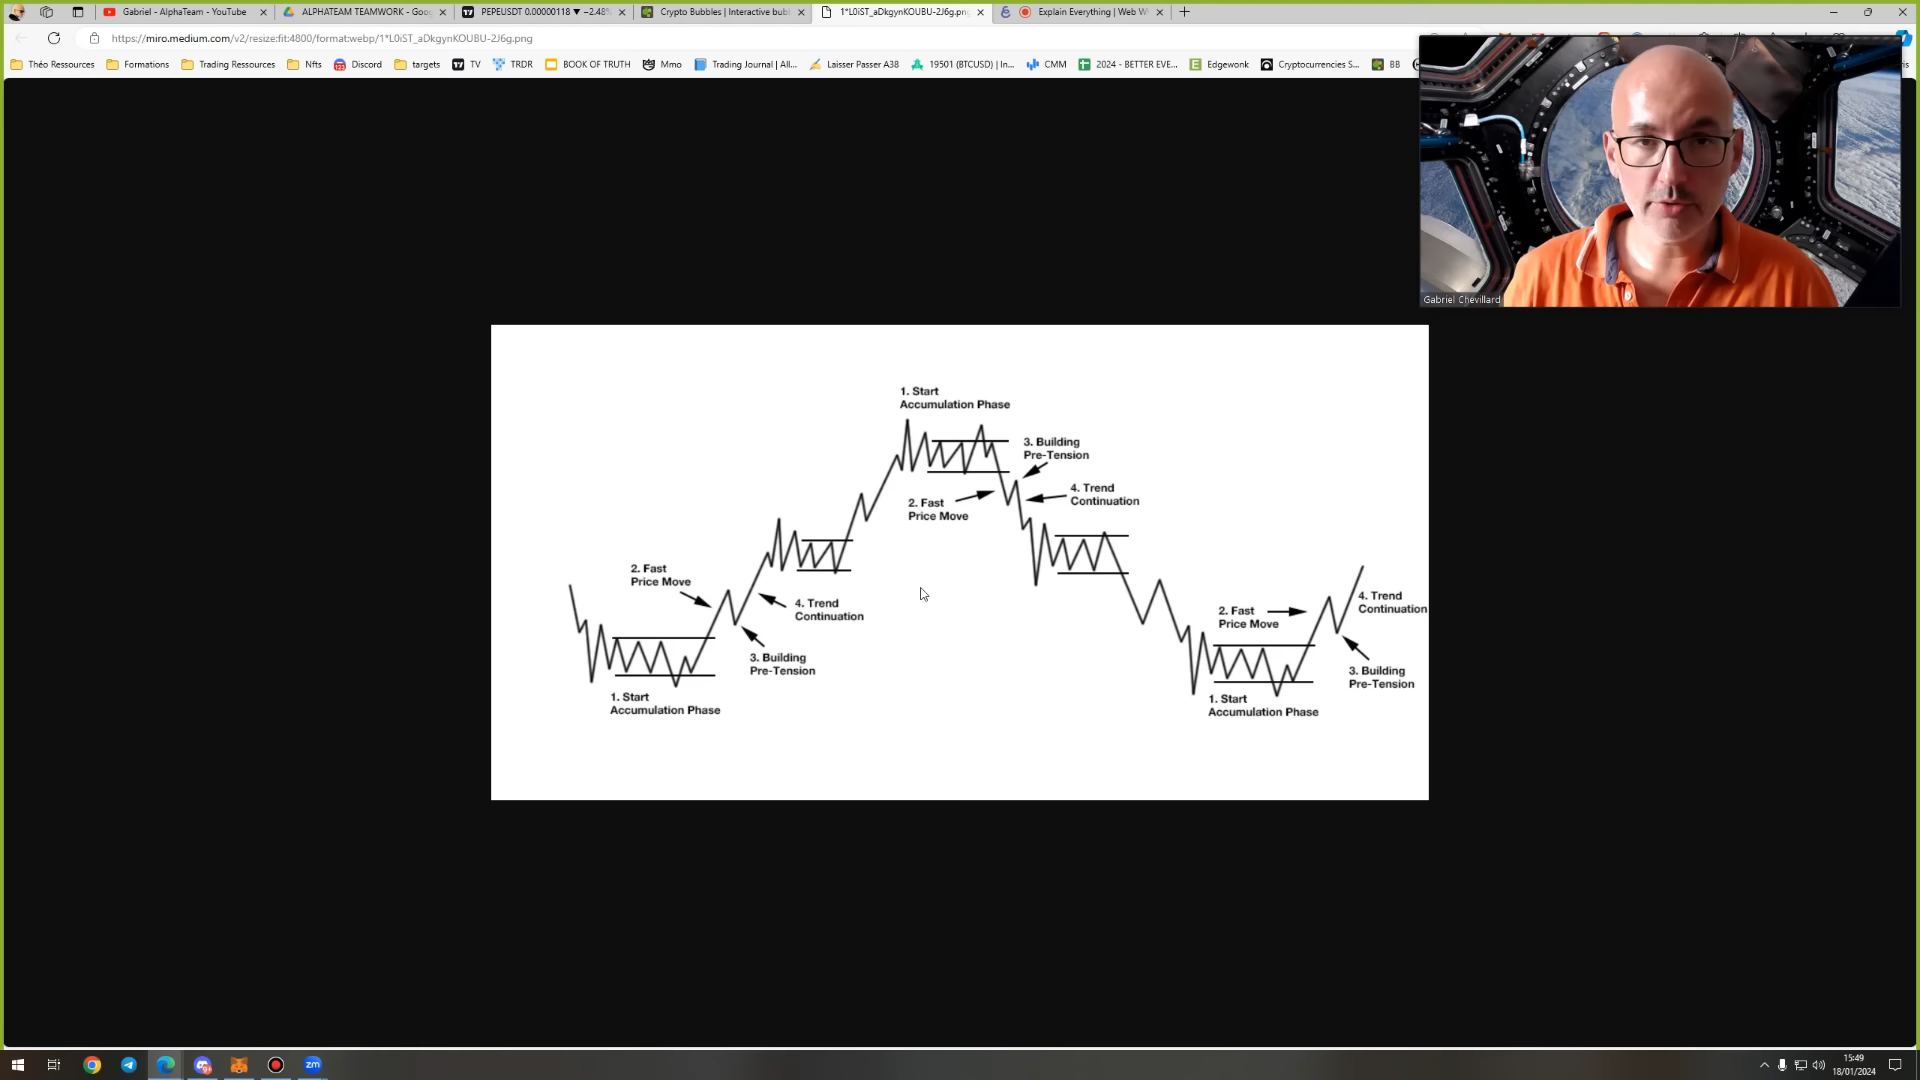 Gabriel - AlphaTeam - YouTube
ALPHATEAM TEAMWORK - Goo
PEPEUSDT 0.00000118 ▼ −2.48%
Crypto Bubbles | Interactive bub
1*L0iST_aDkgynKOUBU-2J6g.pn
Explain Everything | Web W
https://miro.medium.com/v2/resize:fit:4800/format:webp/1*L0iST_aDkgynKOUBU-2J6g.png
Théo Ressources
Formations
Trading Ressources
Nfts
Discord
targets
TV
TRDR
BOOK OF TRUTH
Mmo
Trading Journal | All...
Laisser Passer A38
19501 (BTCUSD) | In...
CMM
2024 - BETTER EVE...
Edgewonk
Cryptocurrencies S...
BB
Gabriel Chevillard
1. Start
Accumulation Phase
3. Building
Pre-Tension
4. Trend
Continuation
2. Fast
Price Move
2. Fast
Price Move
4. Trend
Continuation
3. Building
Pre-Tension
1. Start
Accumulation Phase
2. Fast
Price Move
4. Trend
Continuation
3. Building
Pre-Tension
1. Start
Accumulation Phase
zm
15:49
18/01/2024